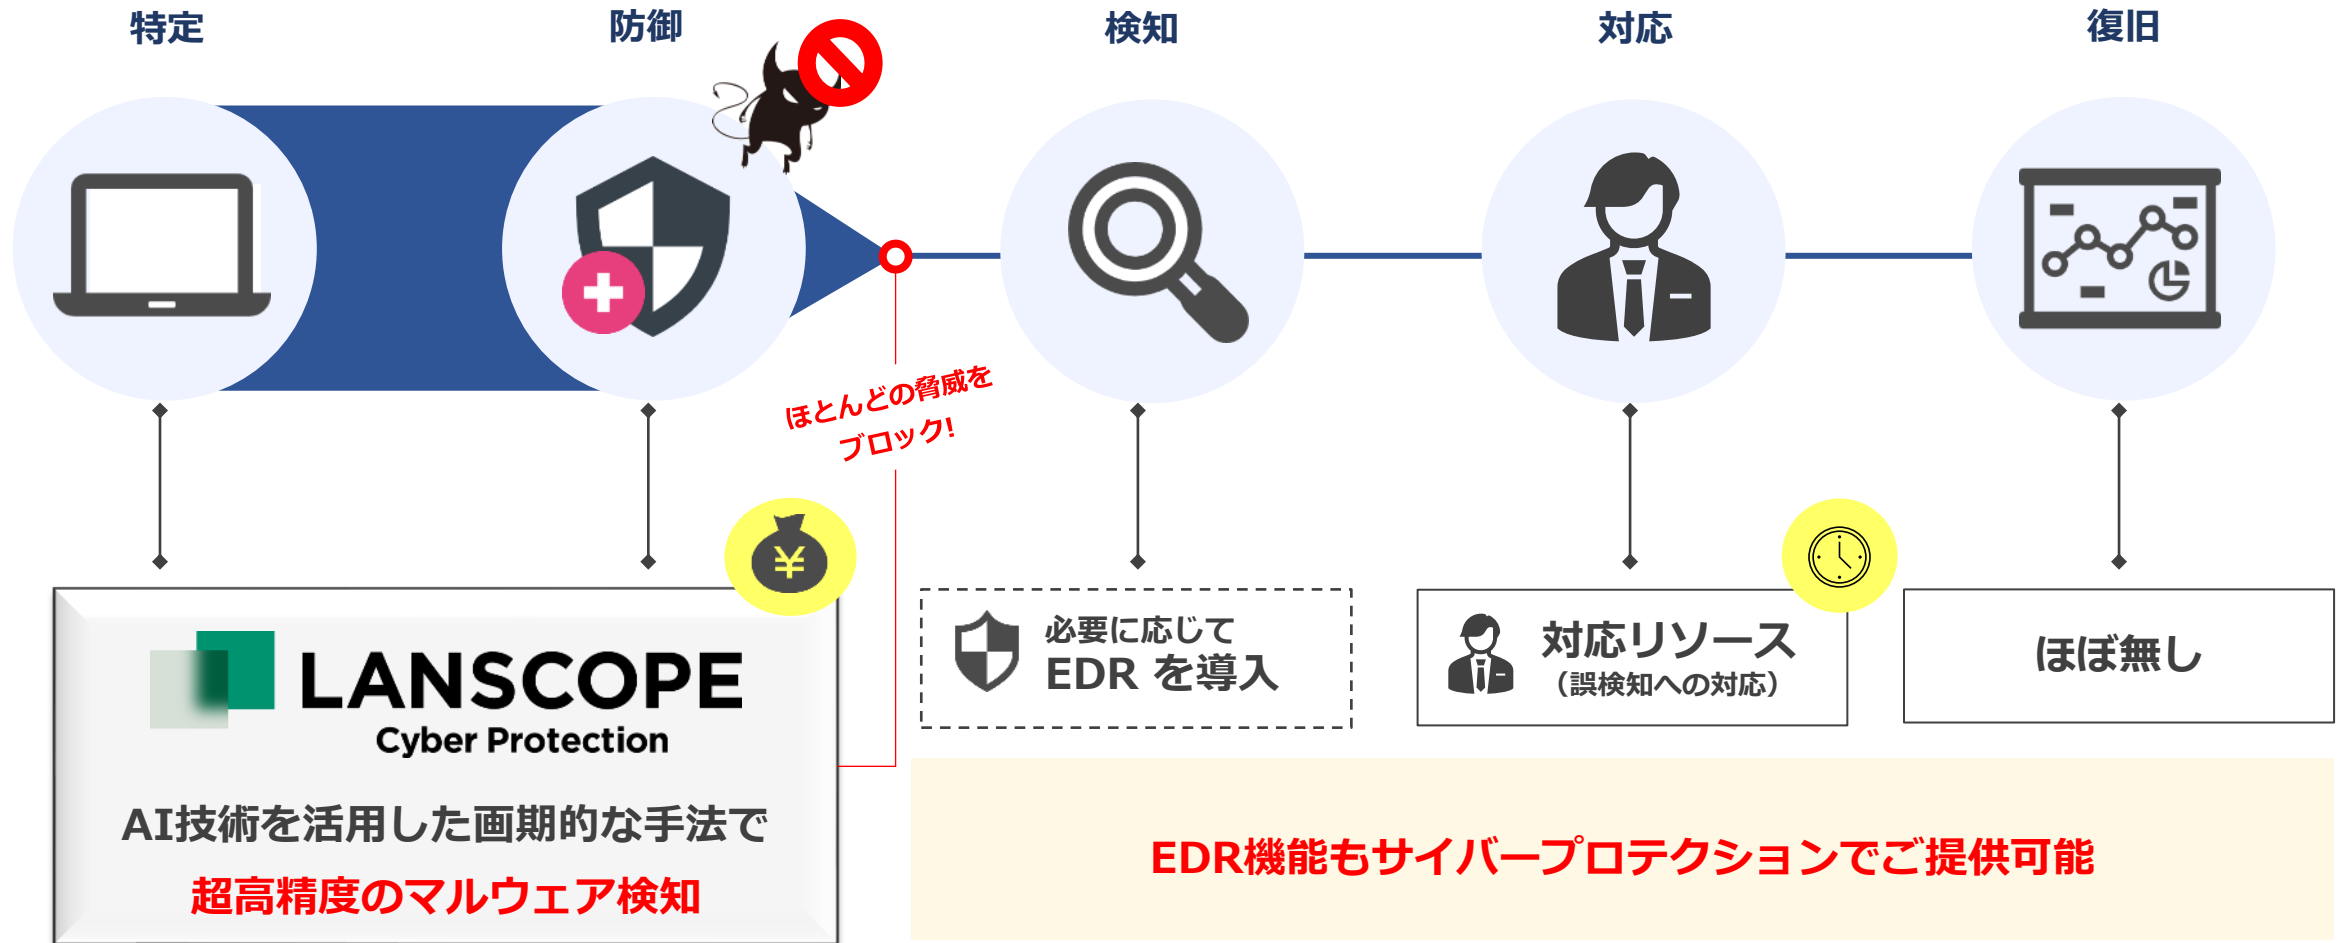 特定
防御
検知
対応
復旧
ほとんどの脅威を
ブロック!
¥
LANSCOPE
Cyber Protection
AI技術を活用した画期的な手法で
超高精度のマルウェア検知
必要に応じて
EDR を導入
対応リソース
（誤検知への対応）
ほぼ無し
EDR機能もサイバープロテクションでご提供可能